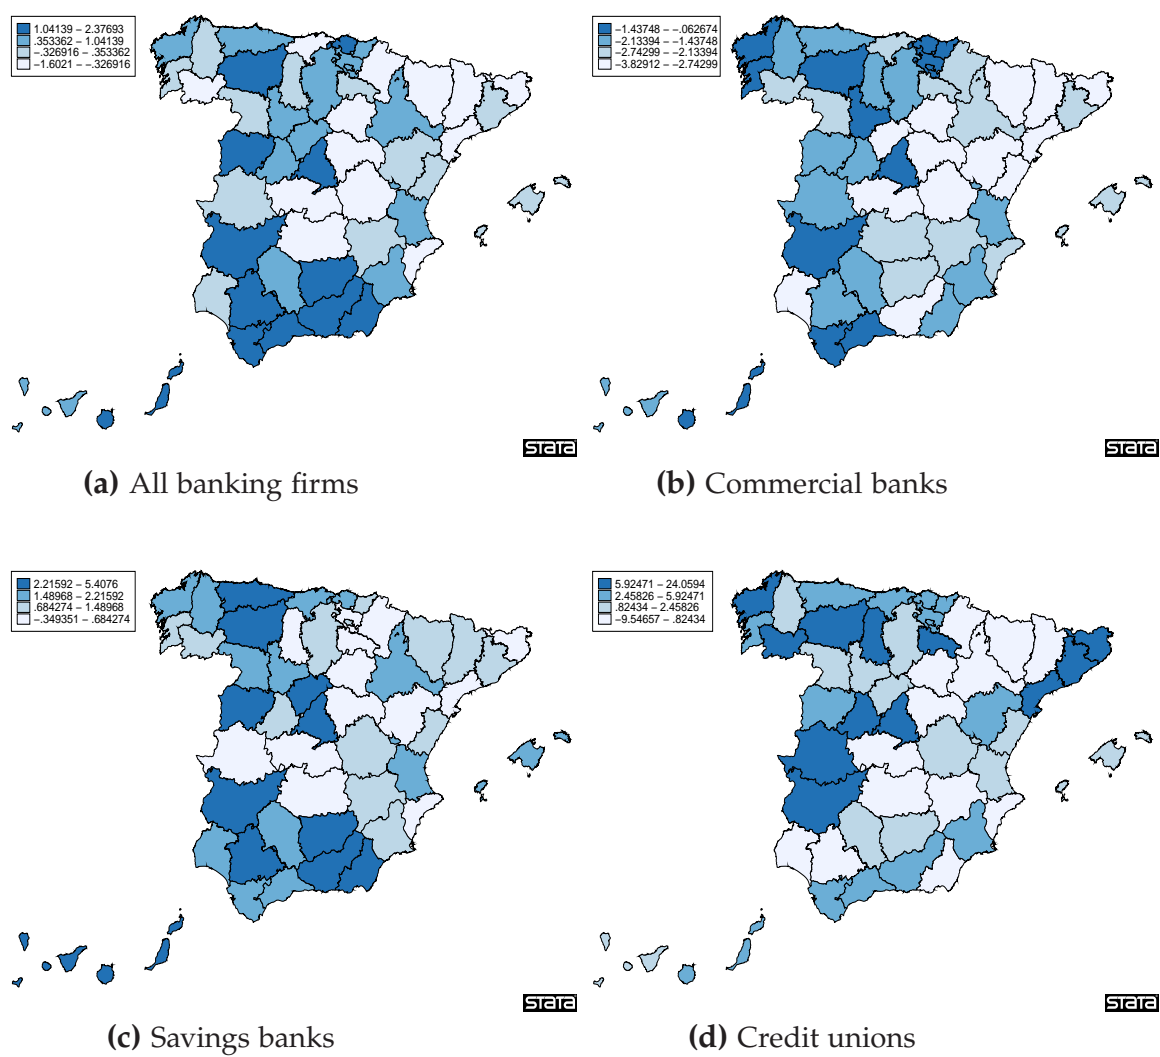 1.04139 – 2.37693
.353362 – 1.04139
–.326916 – .353362
–1.6021 – –.326916
stata
(a) All banking firms
–1.43748 – –.062674
–2.13394 – –1.43748
–2.74299 – –2.13394
–3.82912 – –2.74299
stata
(b) Commercial banks
2.21592 – 5.4076
1.48968 – 2.21592
.684274 – 1.48968
–.349351 – .684274
stata
(c) Savings banks
5.92471 – 24.0594
2.45826 – 5.92471
.82434 – 2.45826
–9.54657 – .82434
stata
(d) Credit unions